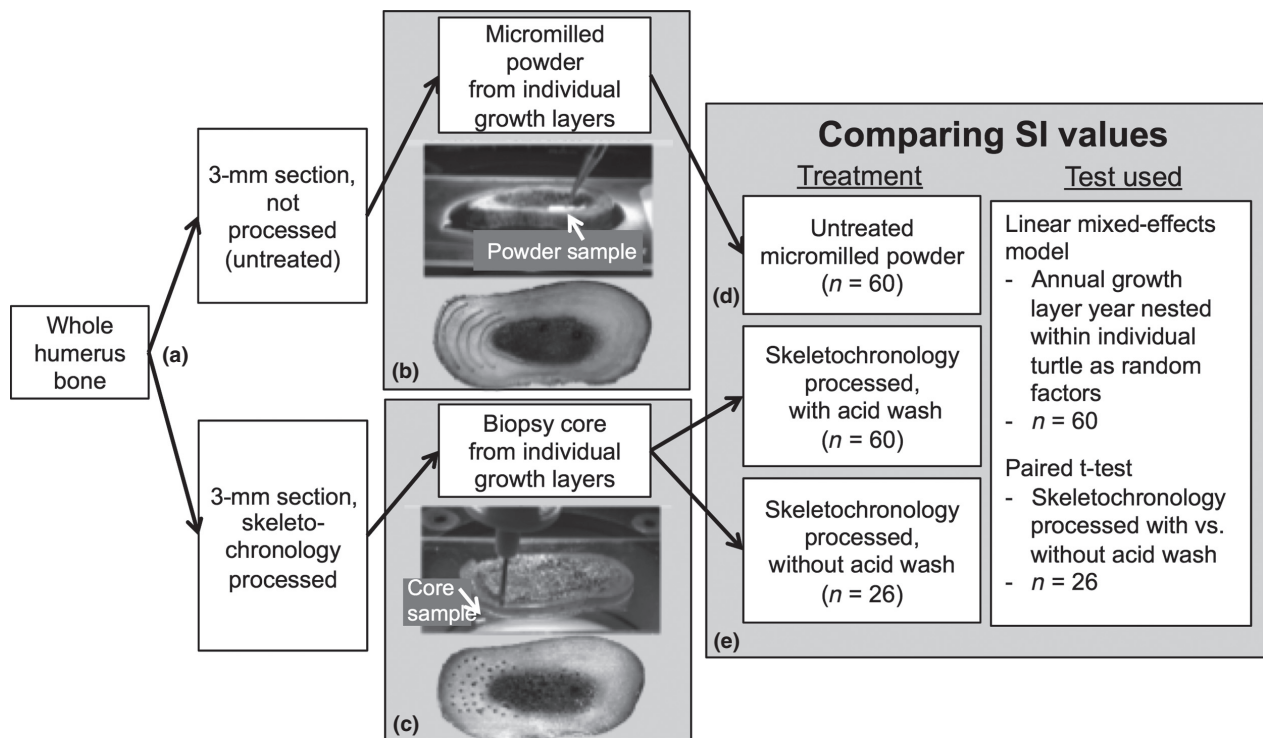 Whole
humerus
bone
(a)
3-mm section,
not
processed
(untreated)
3-mm section,
skeleto-
chronology
processed
Micromilled
powder
from individual
growth layers
Powder sample
(b)
Biopsy core
from individual
growth layers
Core
sample
(c)
Comparing SI values
Treatment
Untreated
micromilled powder
(n = 60)
(d)
Skeletochronology
processed,
with acid wash
(n = 60)
Skeletochronology
processed,
without acid wash
(n = 26)
(e)
Test used
Linear mixed-effects
model
- Annual growth
layer year nested
within individual
turtle as random
factors
- n = 60
Paired t-test
- Skeletochronology
processed with vs.
without acid wash
- n = 26